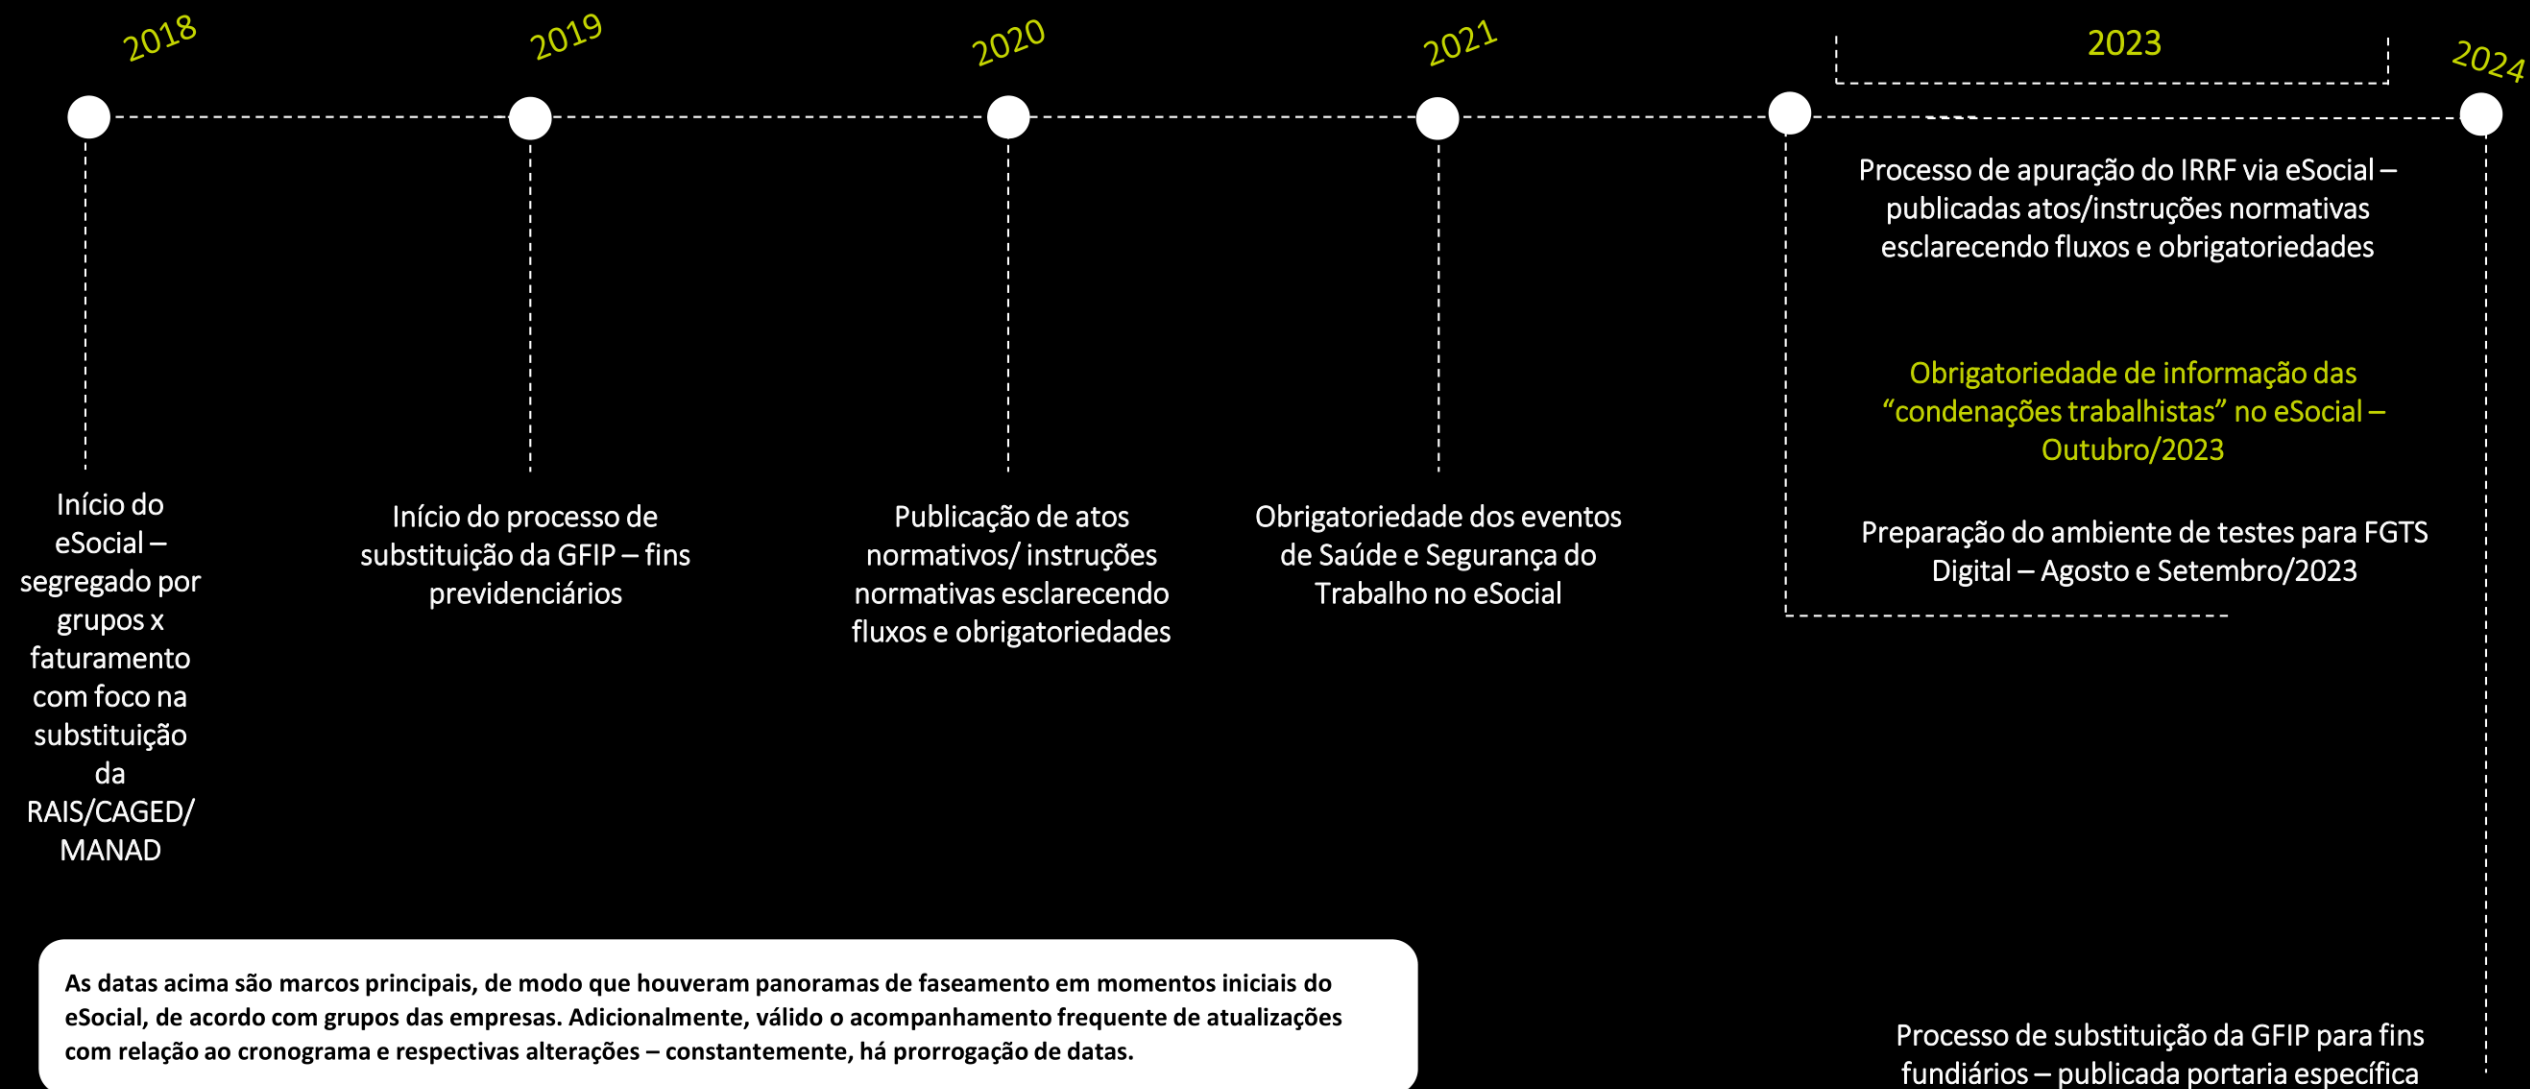 2018
2019
2020
2021
2023
2024
Início do
eSocial –
segregado por
grupos x
faturamento
com foco na
substituição
da
RAIS/CAGED/
MANAD
Início do processo de
substituição da GFIP – fins
previdenciários
Publicação de atos
normativos/ instruções
normativas esclarecendo
fluxos e obrigatoriedades
Obrigatoriedade dos eventos
de Saúde e Segurança do
Trabalho no eSocial
Processo de apuração do IRRF via eSocial –
publicadas atos/instruções normativas
esclarecendo fluxos e obrigatoriedades
Obrigatoriedade de informação das
“condenações trabalhistas” no eSocial –
Outubro/2023
Preparação do ambiente de testes para FGTS
Digital – Agosto e Setembro/2023
Processo de substituição da GFIP para fins
fundiários – publicada portaria específica
As datas acima são marcos principais, de modo que houveram panoramas de faseamento em momentos iniciais do
eSocial, de acordo com grupos das empresas. Adicionalmente, válido o acompanhamento frequente de atualizações
com relação ao cronograma e respectivas alterações – constantemente, há prorrogação de datas.